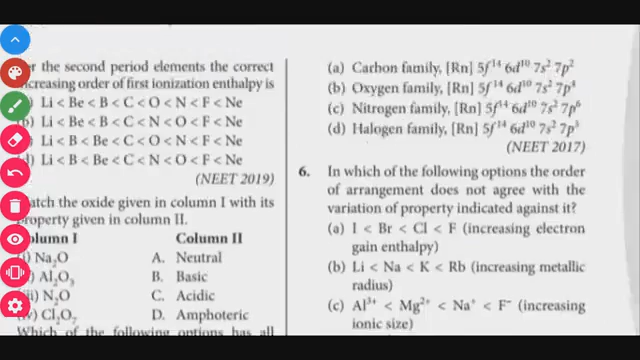 r the second period elements the correct
creasing order of first ionization enthalpy is
Li < Be < B < C < O < N < F < Ne
Li < Be < B < C < N < O < F < Ne
Li < B < Be < C < O < N < F < Ne
Li < B < Be < C < N < O < F < Ne
(NEET 2019)
atch the oxide given in column I with its
property given in column II.
olumn I Column II
Na₂O A. Neutral
Al₂O₃ B. Basic
N₂O C. Acidic
Cl₂O₇ D. Amphoteric
Which of the following options has all
(a) Carbon family, [Rn] 5f¹⁴ 6d¹⁰ 7s² 7p²
(b) Oxygen family, [Rn] 5f¹⁴ 6d¹⁰ 7s² 7p⁴
(c) Nitrogen family, [Rn] 5f¹⁴ 6d¹⁰ 7s² 7p⁶
(d) Halogen family, [Rn] 5f¹⁴ 6d¹⁰ 7s² 7p³
(NEET 2017)
6. In which of the following options the order
of arrangement does not agree with the
variation of property indicated against it?
(a) I < Br < Cl < F (increasing electron
gain enthalpy)
(b) Li < Na < K < Rb (increasing metallic
radius)
(c) Al³⁺ < Mg²⁺ < Na⁺ < F⁻ (increasing
ionic size)